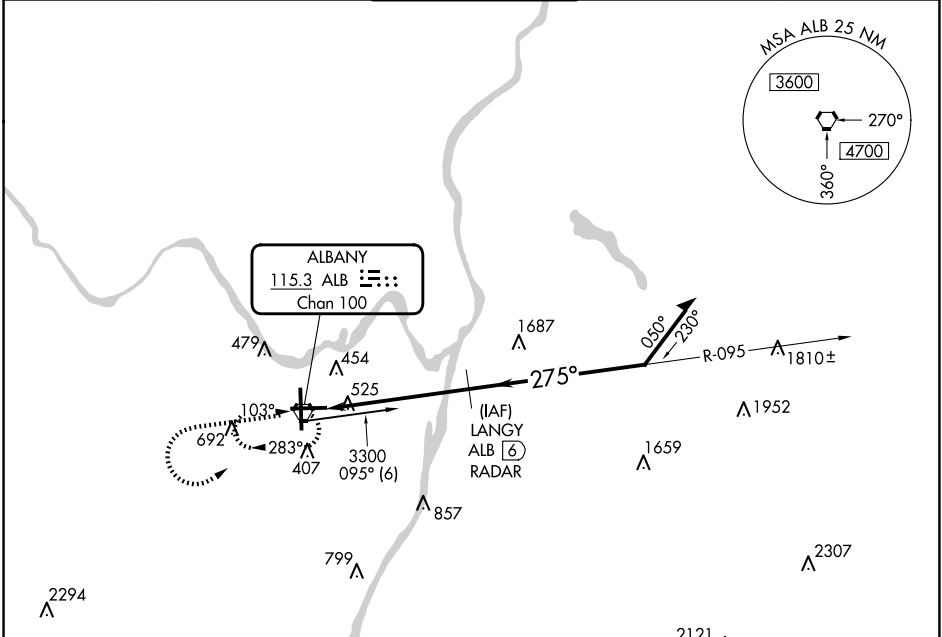 MSA ALB 25 NM
3600
270°
4700
360°
ALBANY
115.3 ALB
Chan 100
479
454
1687
050°
230°
R-095
1810±
525
275°
1952
103°
692
283°
407
3300
095° (6)
(IAF)
LANGY
ALB 6
RADAR
1659
857
799
2307
2294
2121